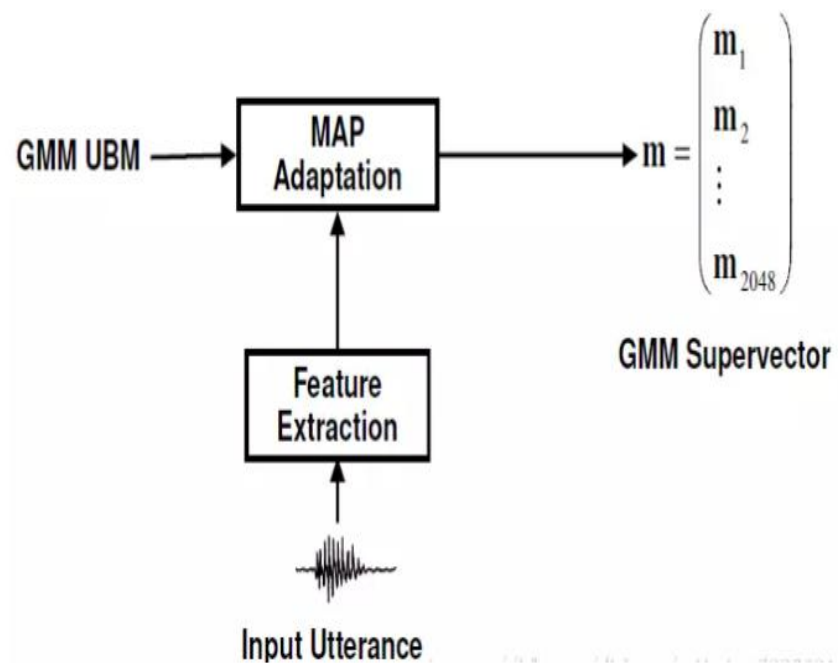 GMM UBM
MAP
Adaptation
m =
m1
m2
⋮
m2048
GMM Supervector
Feature
Extraction
Input Utterance